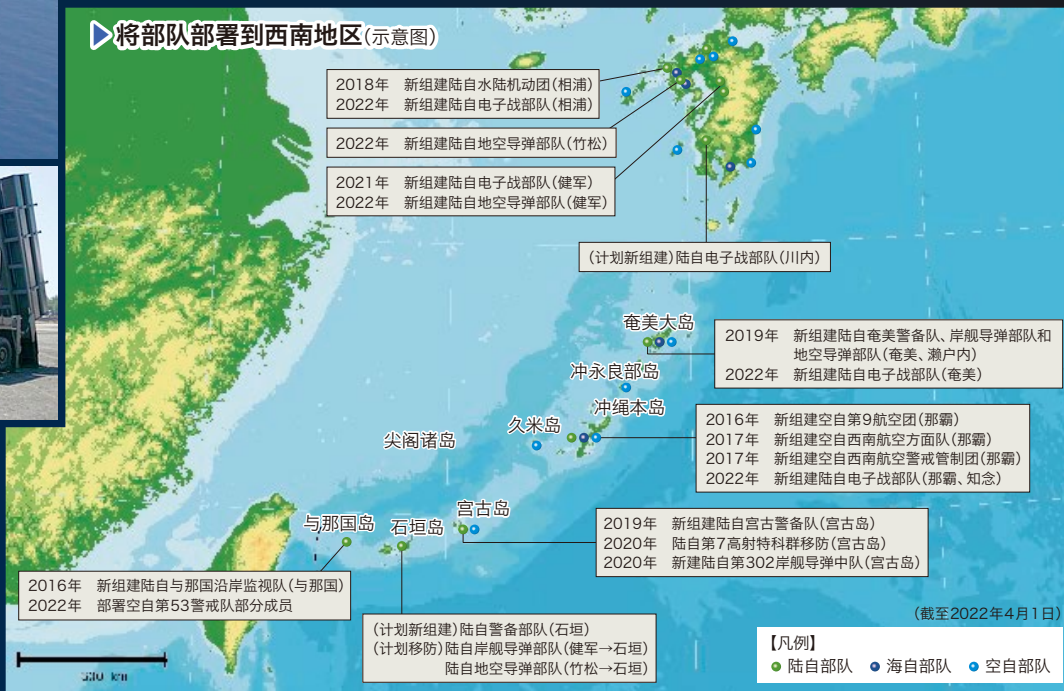 将部队部署到西南地区(示意图)
2018年 新组建陆自水陆机动团(相浦)
2022年 新组建陆自电子战部队(相浦)
2022年 新组建陆自地空导弹部队(竹松)
2021年 新组建陆自电子战部队(健军)
2022年 新组建陆自地空导弹部队(健军)
(计划新组建)陆自电子战部队(川内)
奄美大岛
2019年 新组建陆自奄美警备队、岸舰导弹部队和
地空导弹部队(奄美、濑户内)
2022年 新组建陆自电子战部队(奄美)
冲永良部岛
冲绳本岛
久米岛
尖阁诸岛
2016年 新组建空自第9航空团(那霸)
2017年 新组建空自西南航空方面队(那霸)
2017年 新组建空自西南航空警戒管制团(那霸)
2022年 新组建陆自电子战部队(那霸、知念)
宫古岛
石垣岛
与那国岛
2019年 新组建陆自宫古警备队(宫古岛)
2020年 陆自第7高射特科群移防(宫古岛)
2020年 新建陆自第302岸舰导弹中队(宫古岛)
2016年 新组建陆自与那国沿岸监视队(与那国)
2022年 部署空自第53警戒队部分成员
(计划新组建)陆自警备部队(石垣)
(计划移防)陆自岸舰导弹部队(健军→石垣)
陆自地空导弹部队(竹松→石垣)
(截至2022年4月1日)
【凡例】
陆自部队 海自部队 空自部队
km